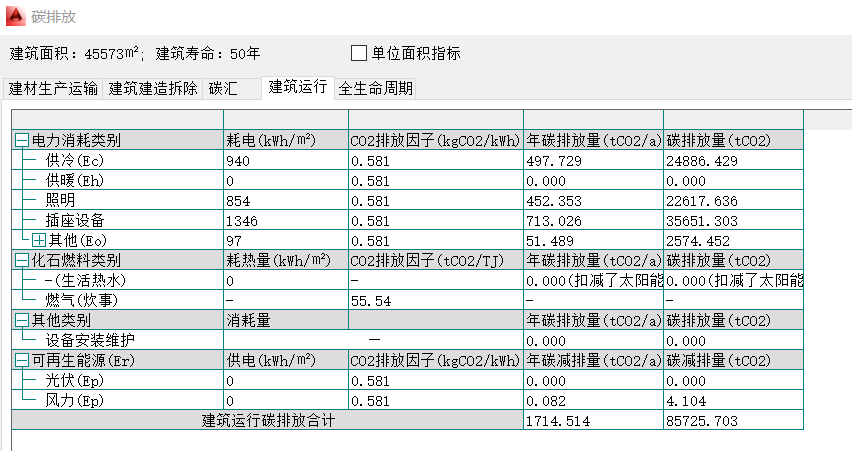 碳排放
建筑面积：45573㎡; 建筑寿命：50年 单位面积指标
建材生产运输 建筑建造拆除 碳汇 建筑运行 全生命周期
电力消耗类别 耗电(kWh/㎡) CO2排放因子(kgCO2/kWh) 年碳排放量(tCO2/a) 碳排放量(tCO2)
供冷(Ec) 940 0.581 497.729 24886.429
供暖(Eh) 0 0.581 0.000 0.000
照明 854 0.581 452.353 22617.636
插座设备 1346 0.581 713.026 35651.303
其他(Eo) 97 0.581 51.489 2574.452
化石燃料类别 耗热量(kWh/㎡) CO2排放因子(tCO2/TJ) 年碳排放量(tCO2/a) 碳排放量(tCO2)
-(生活热水) 0 - 0.000(扣减了太阳能 0.000(扣减了太阳能
燃气(炊事) - 55.54 - -
其他类别 消耗量 年碳排放量(tCO2/a) 碳排放量(tCO2)
设备安装维护 — 0.000 0.000
可再生能源(Er) 供电(kWh/㎡) CO2排放因子(kgCO2/kWh) 年碳减排量(tCO2/a) 碳减排量(tCO2)
光伏(Ep) 0 0.581 0.000 0.000
风力(Ep) 0 0.581 0.082 4.104
建筑运行碳排放合计 1714.514 85725.703